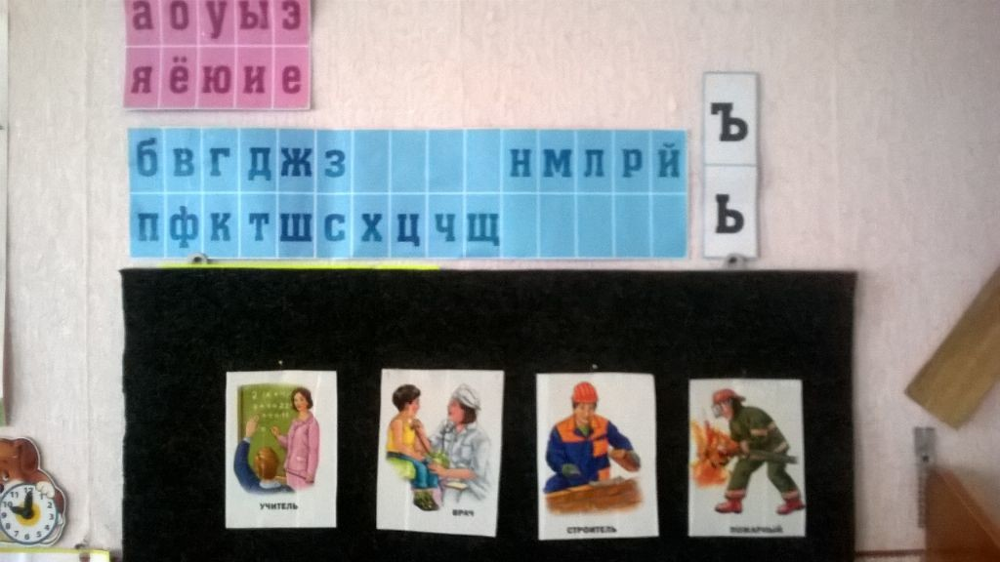 а о у ы э
я ё ю и е
б в г д ж з н м л р й
п ф к т ш с х ц ч щ
ъ
ь
УЧИТЕЛЬ
ВРАЧ
СТРОИТЕЛЬ
ПОЖАРНЫЙ